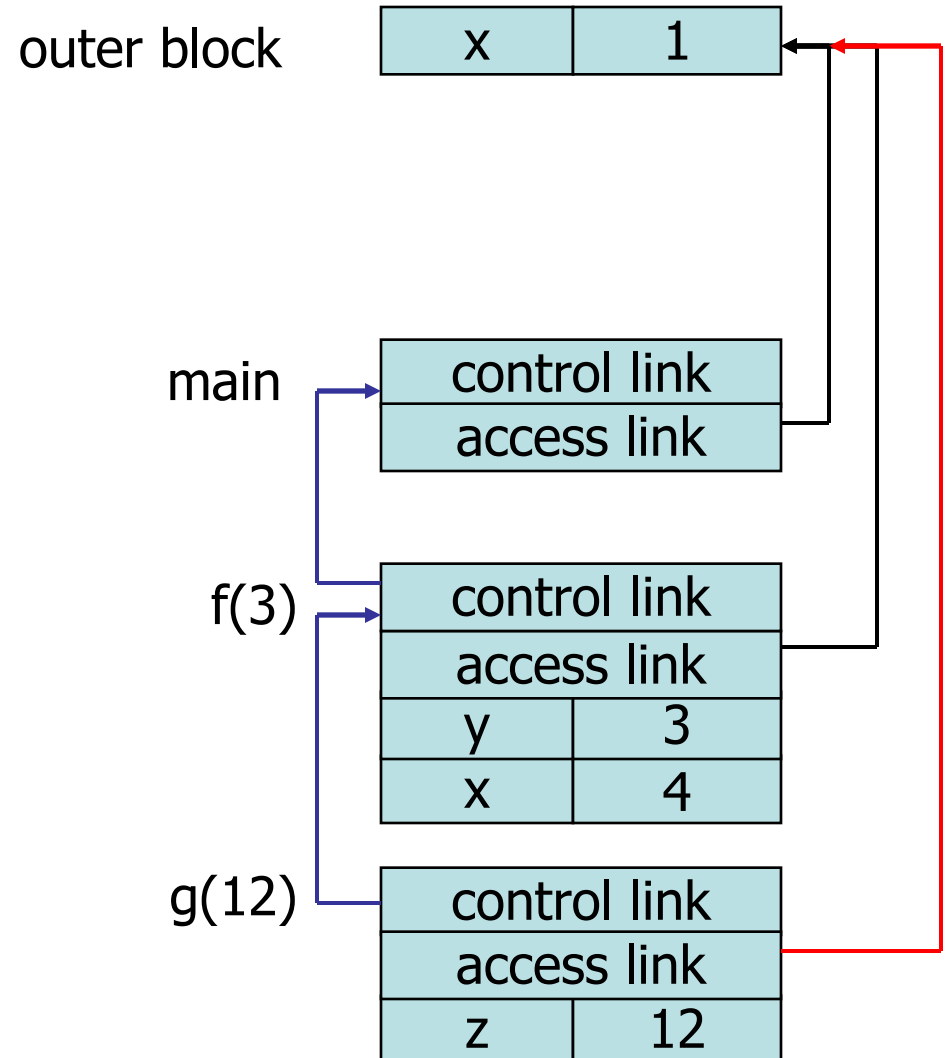 outer block x 1
main control link
access link
f(3) control link
access link
y 3
x 4
g(12) control link
access link
z 12